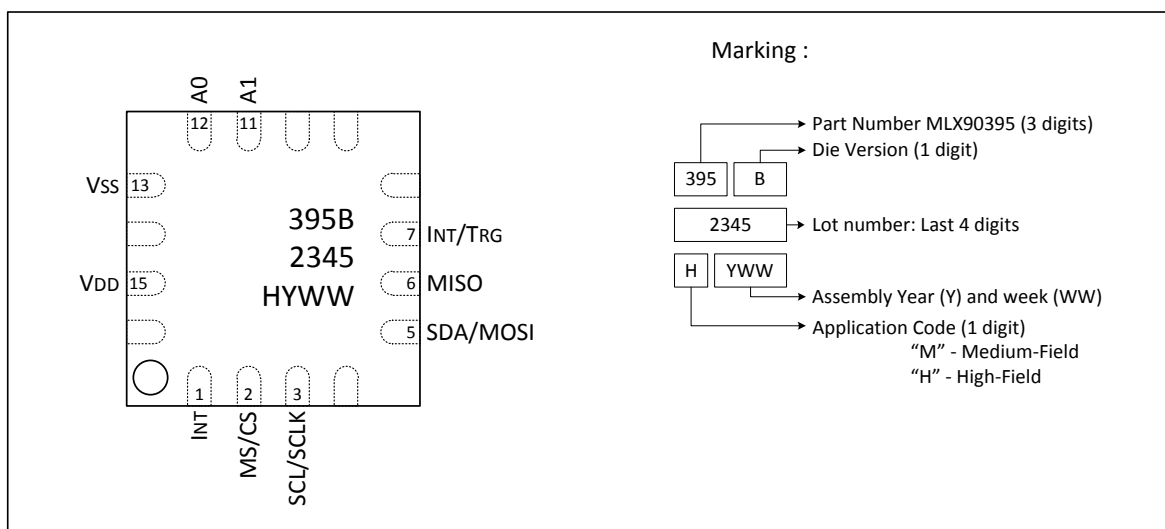 A0
A1
12
11
VSS
13
VDD
15
395B
2345
HYWW
7
INT/TRG
6
MISO
5
SDA/MOSI
1
2
3
INT
MS/CS
SCL/SCLK
Marking :
Part Number MLX90395 (3 digits)
Die Version (1 digit)
395
B
2345
Lot number: Last 4 digits
H
YWW
Assembly Year (Y) and week (WW)
Application Code (1 digit)
“M” - Medium-Field
“H” - High-Field